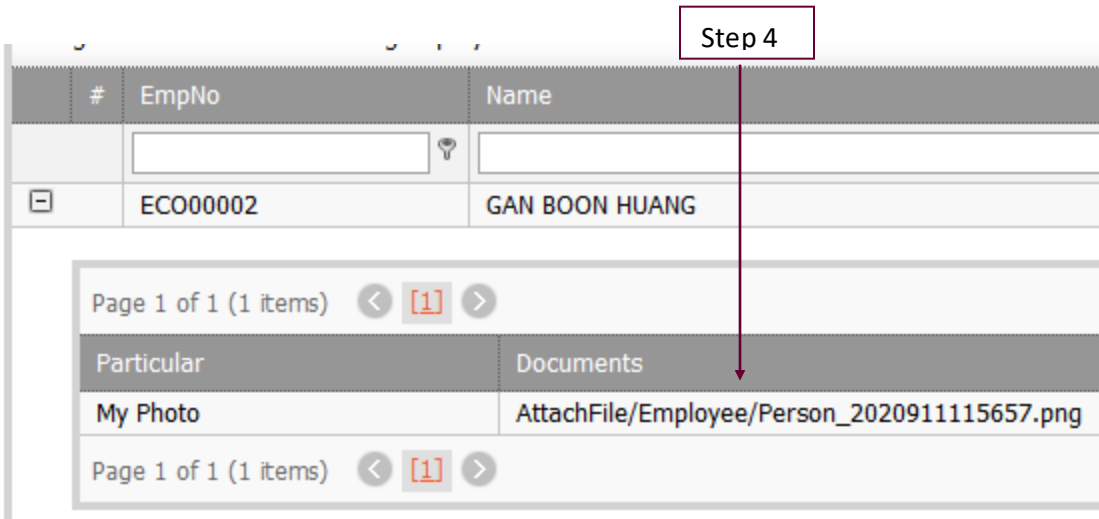 Step 4
# EmpNo Name
ECO00002 GAN BOON HUANG
Page 1 of 1 (1 items) [1]
Particular Documents
My Photo AttachFile/Employee/Person_2020911115657.png
Page 1 of 1 (1 items) [1]